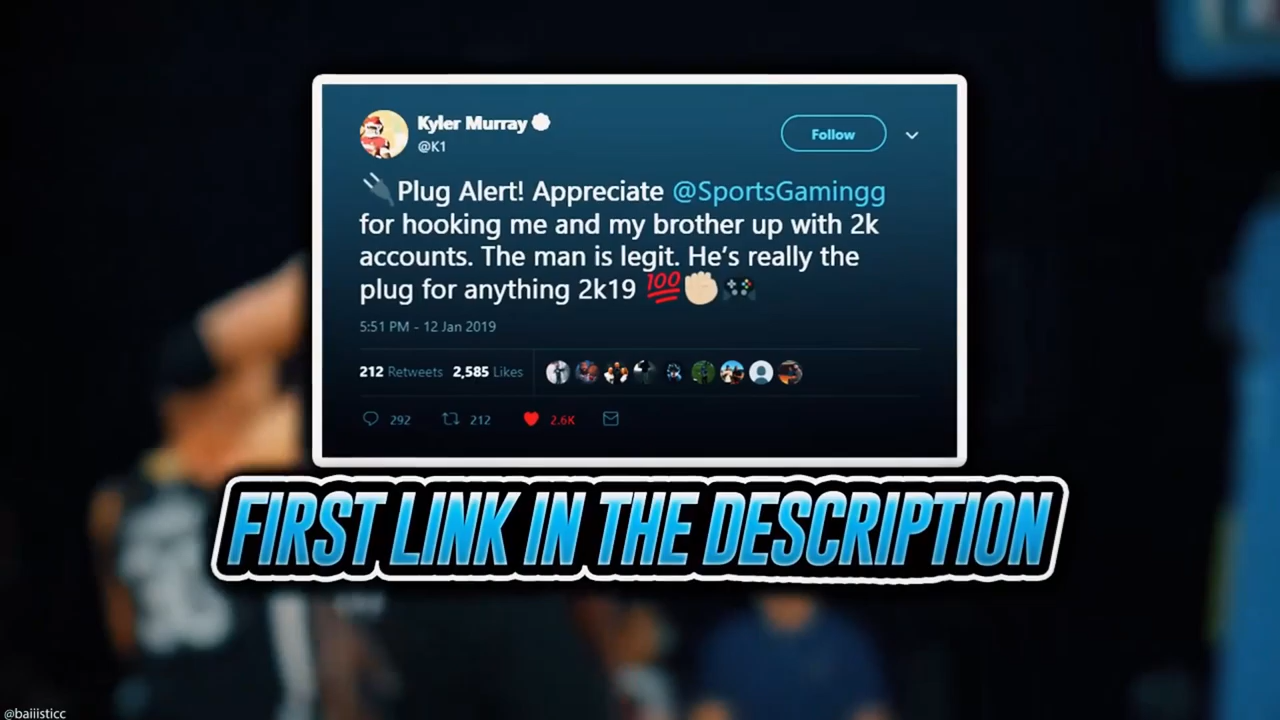 Kyler Murray
@K1
Follow
🔌Plug Alert! Appreciate @SportsGamingg
for hooking me and my brother up with 2k
accounts. The man is legit. He's really the
plug for anything 2k19 💯✊🏼🎮
5:51 PM - 12 Jan 2019
212 Retweets 2,585 Likes
292 212 2.6K
FIRST LINK IN THE DESCRIPTION
@baiiisticc